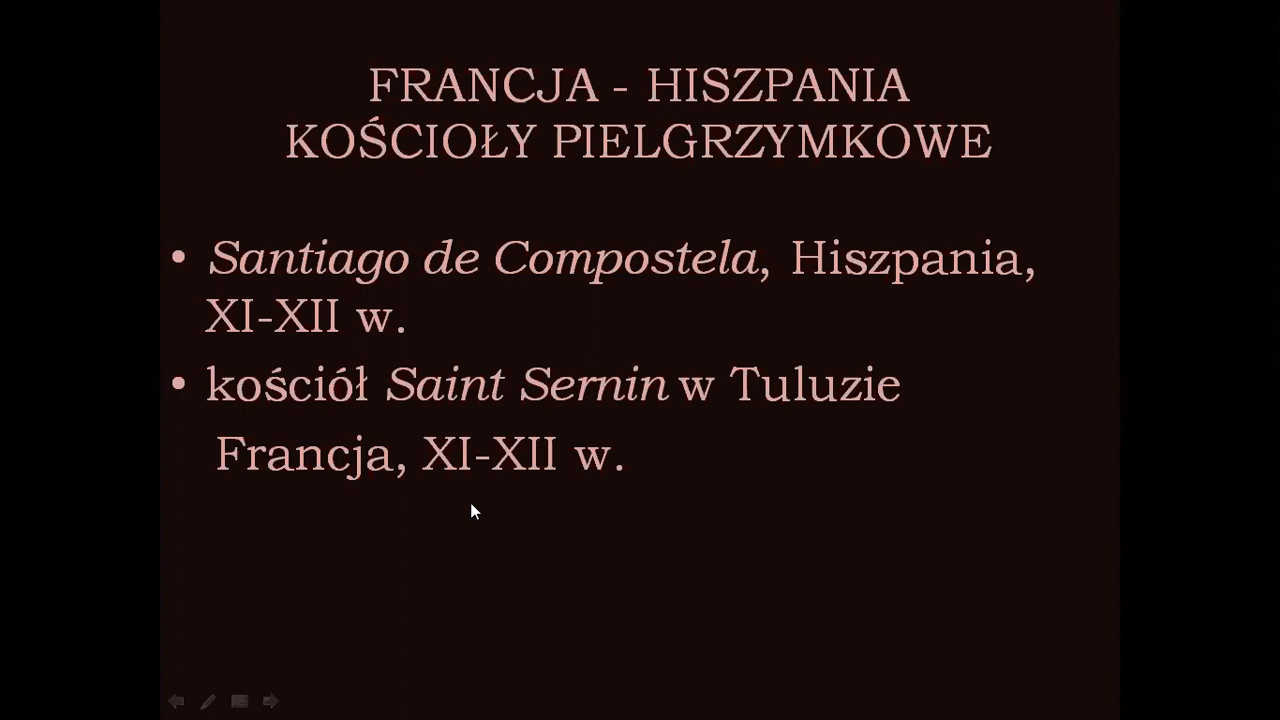 FRANCJA - HISZPANIA
KOŚCIOŁY PIELGRZYMKOWE
• Santiago de Compostela, Hiszpania,
XI-XII w.
• kościół Saint Sernin w Tuluzie
Francja, XI-XII w.